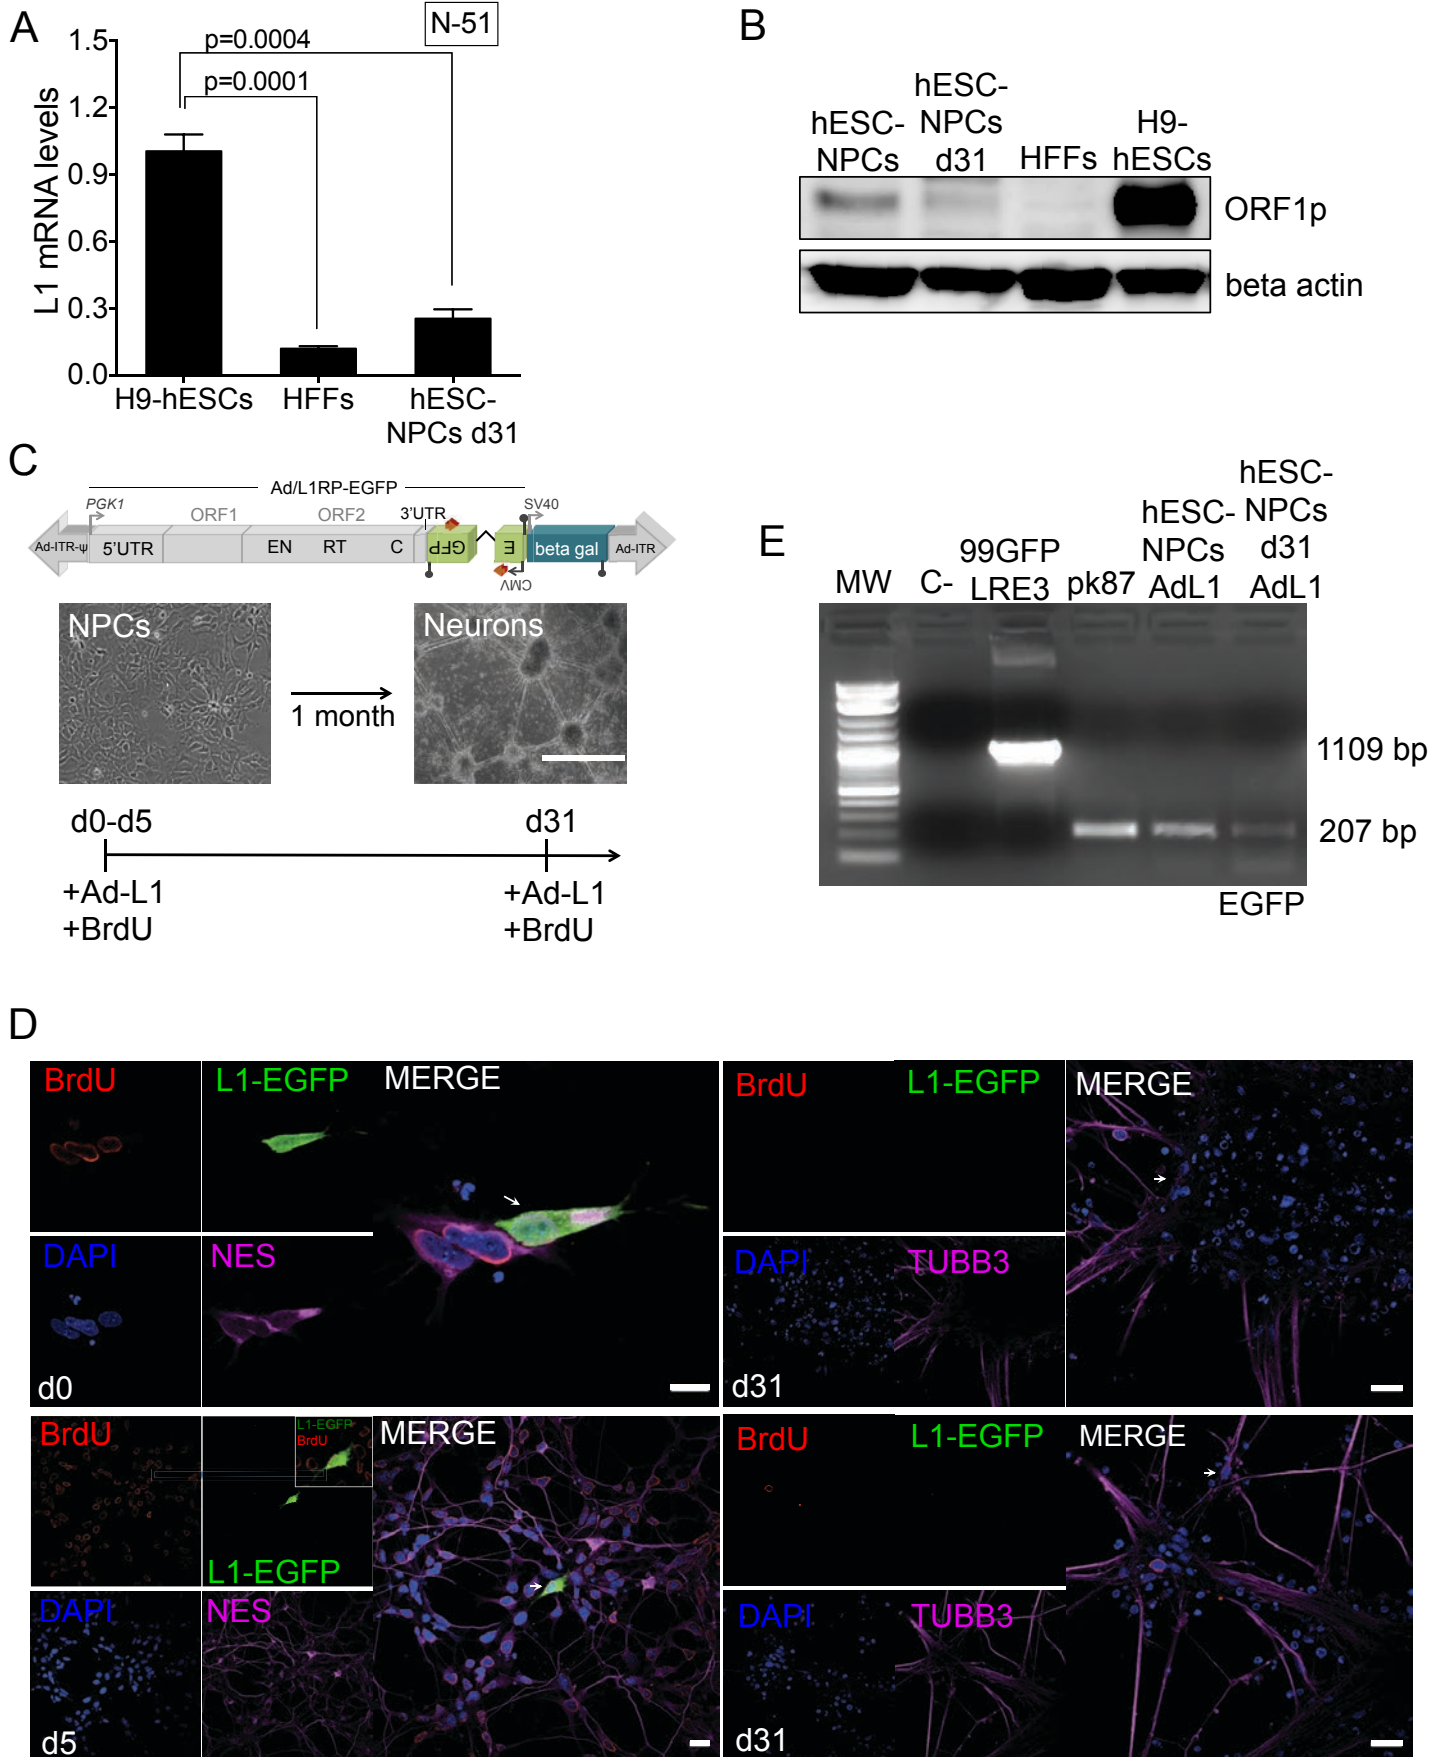 A
N-51
p=0.0004
p=0.0001
1.5
1.2
0.9
0.6
0.3
0.0
L1 mRNA levels
H9-hESCs
HFFs
hESC-
NPCs d31
B
hESC-
NPCs
hESC-
NPCs
d31
HFFs
H9-
hESCs
ORF1p
beta actin
C
Ad/L1RP-EGFP
PGK1
ORF1
ORF2
3'UTR
SV40
Ad-ITR-ψ
5'UTR
EN
RT
C
GFP
E
beta gal
Ad-ITR
CMV
NPCs
Neurons
1 month
d0-d5
d31
+Ad-L1
+BrdU
+Ad-L1
+BrdU
E
MW
C-
99GFP
LRE3
pk87
hESC-
NPCs
AdL1
hESC-
NPCs
d31
AdL1
1109 bp
207 bp
EGFP
D
BrdU
L1-EGFP
MERGE
DAPI
NES
d0
BrdU
L1-EGFP
MERGE
DAPI
TUBB3
d31
BrdU
L1-EGFP
BrdU
L1-EGFP
MERGE
DAPI
NES
d5
BrdU
L1-EGFP
MERGE
DAPI
TUBB3
d31